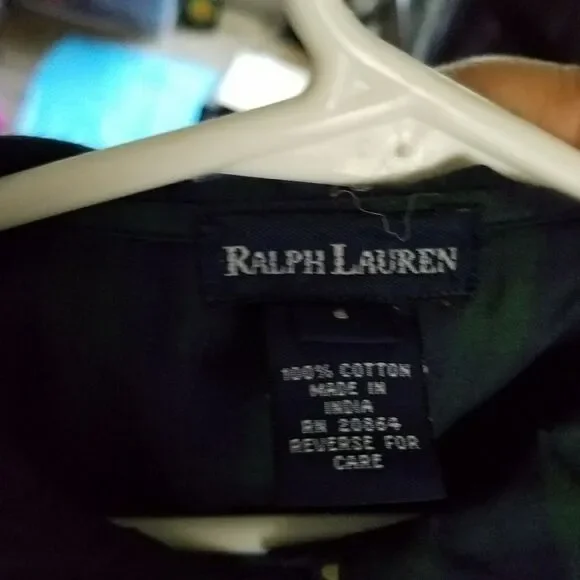 RALPH LAUREN
100% COTTON
MADE IN
INDIA
RN 20864
REVERSE FOR
CARE